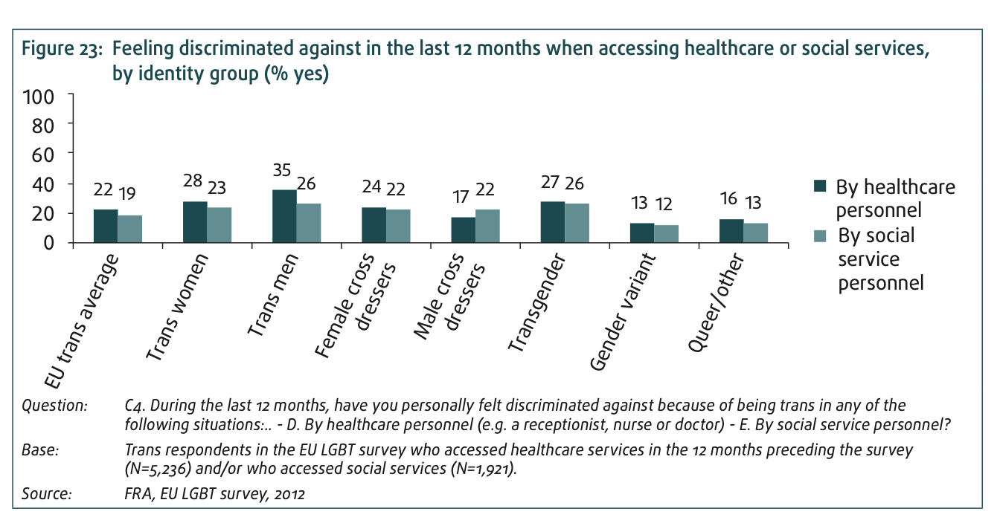 Figure 23: Feeling discriminated against in the last 12 months when accessing healthcare or social services,
by identity group (% yes)
100
80
60
40
20
0
22 19
28 23
35 26
24 22
17 22
27 26
13 12
16 13
By healthcare
personnel
By social
service
personnel
EU trans average
Trans women
Trans men
Female cross
dressers
Male cross
dressers
Transgender
Gender variant
Queer/other
Question: C4. During the last 12 months, have you personally felt discriminated against because of being trans in any of the
following situations:.. - D. By healthcare personnel (e.g. a receptionist, nurse or doctor) - E. By social service personnel?
Base: Trans respondents in the EU LGBT survey who accessed healthcare services in the 12 months preceding the survey
(N=5,236) and/or who accessed social services (N=1,921).
Source: FRA, EU LGBT survey, 2012